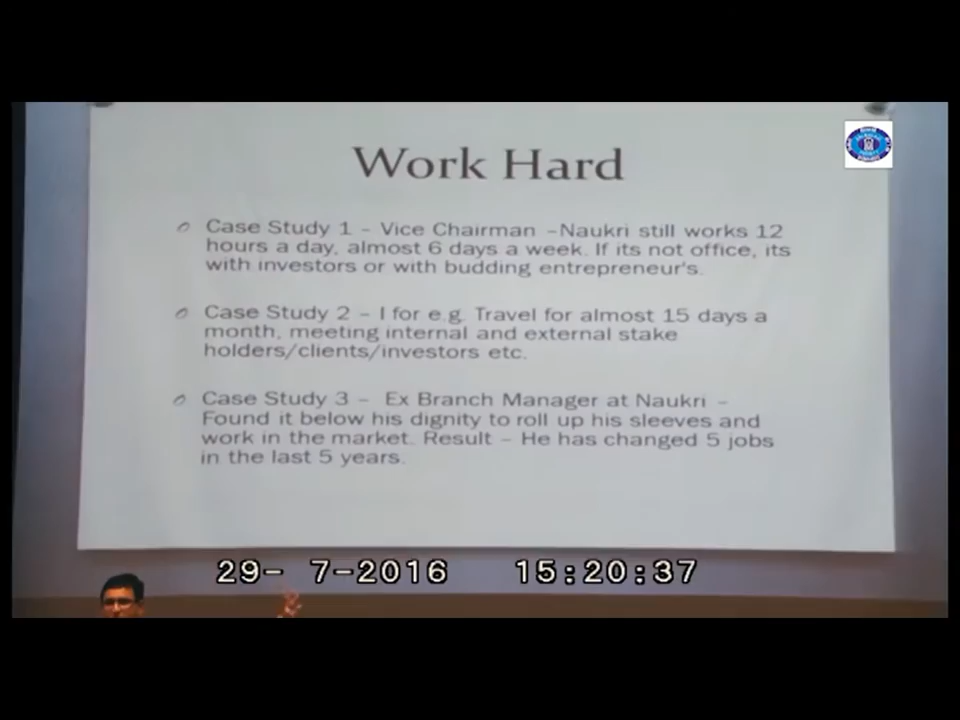 Work Hard
Case Study 1 – Vice Chairman –Naukri still works 12
hours a day, almost 6 days a week. If its not office, its
with investors or with budding entrepreneur's.
Case Study 2 – I for e.g. Travel for almost 15 days a
month, meeting internal and external stake
holders/clients/investors etc.
Case Study 3 – Ex Branch Manager at Naukri –
Found it below his dignity to roll up his sleeves and
work in the market. Result – He has changed 5 jobs
in the last 5 years.
29- 7-2016 15:20:37